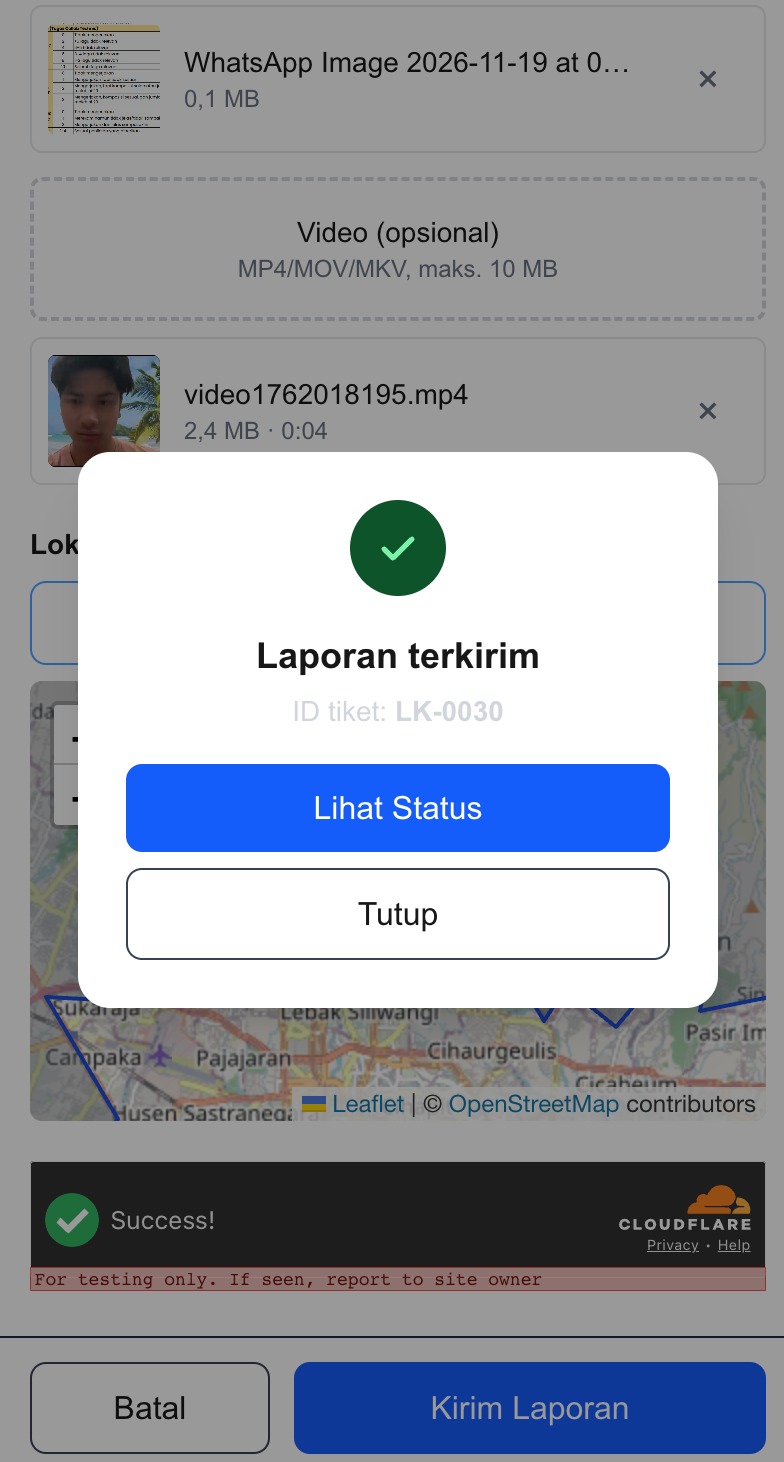 WhatsApp Image 2026-11-19 at 0…
0,1 MB
×
Video (opsional)
MP4/MOV/MKV, maks. 10 MB
video1762018195.mp4
2,4 MB · 0:04
×
Lok
Laporan terkirim
ID tiket: LK-0030
Lihat Status
Tutup
Sukaraja
Lebak Siliwangi
Sin
Pasir Im
Campaka
Pajajaran
Cihaurgeulis
Cicaheum
Husen Sastranega
Leaflet | © OpenStreetMap contributors
Success!
CLOUDFLARE
Privacy • Help
For testing only. If seen, report to site owner
Batal
Kirim Laporan